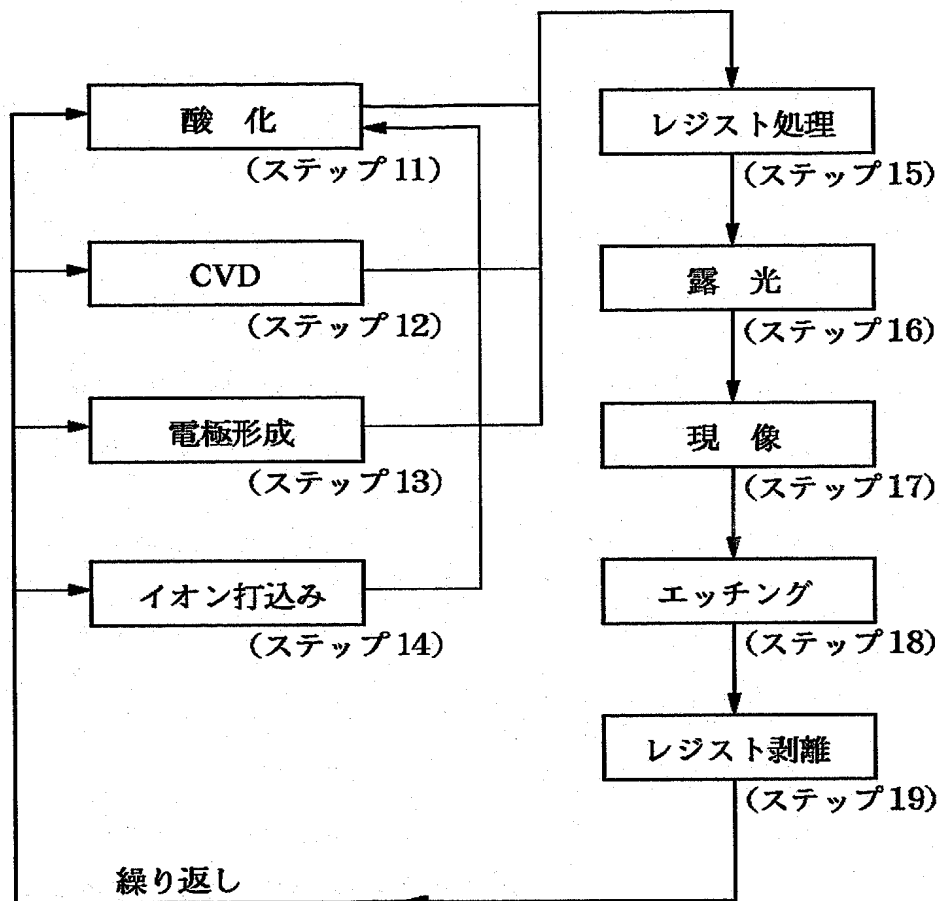 酸 化
(ステップ11)
CVD
(ステップ12)
電極形成
(ステップ13)
イオン打込み
(ステップ14)
レジスト処理
(ステップ15)
露 光
(ステップ16)
現 像
(ステップ17)
エッチング
(ステップ18)
レジスト剥離
(ステップ19)
繰り返し